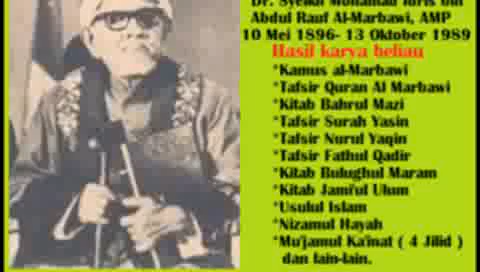 Dr. Syeikh Mohamad Idris bin
Abdul Rauf Al-Marbawi, AMP
10 Mei 1896- 13 Oktober 1989
Hasil karya beliau
*Kamus al-Marbawi
*Tafsir Quran Al Marbawi
*Kitab Bahrul Mazi
*Tafsir Surah Yasin
*Tafsir Nurul Yaqin
*Tafsir Fathul Qadir
*Kitab Bulughul Maram
*Kitab Jami'ul Ulum
*Usulul Islam
*Nizamul Hayah
*Mu'jamul Ka'inat ( 4 Jilid )
dan lain-lain.